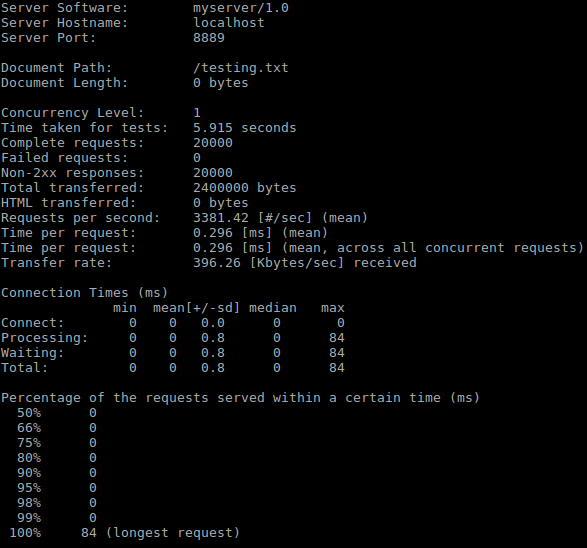 Server Software:        myserver/1.0
Server Hostname:        localhost
Server Port:            8889

Document Path:          /testing.txt
Document Length:        0 bytes

Concurrency Level:      1
Time taken for tests:   5.915 seconds
Complete requests:      20000
Failed requests:        0
Non-2xx responses:      20000
Total transferred:      2400000 bytes
HTML transferred:       0 bytes
Requests per second:    3381.42 [#/sec] (mean)
Time per request:       0.296 [ms] (mean)
Time per request:       0.296 [ms] (mean, across all concurrent requests)
Transfer rate:          396.26 [Kbytes/sec] received

Connection Times (ms)
              min  mean[+/-sd] median   max
Connect:        0    0   0.0      0       0
Processing:     0    0   0.8      0      84
Waiting:        0    0   0.8      0      84
Total:          0    0   0.8      0      84

Percentage of the requests served within a certain time (ms)
  50%      0
  66%      0
  75%      0
  80%      0
  90%      0
  95%      0
  98%      0
  99%      0
 100%     84 (longest request)